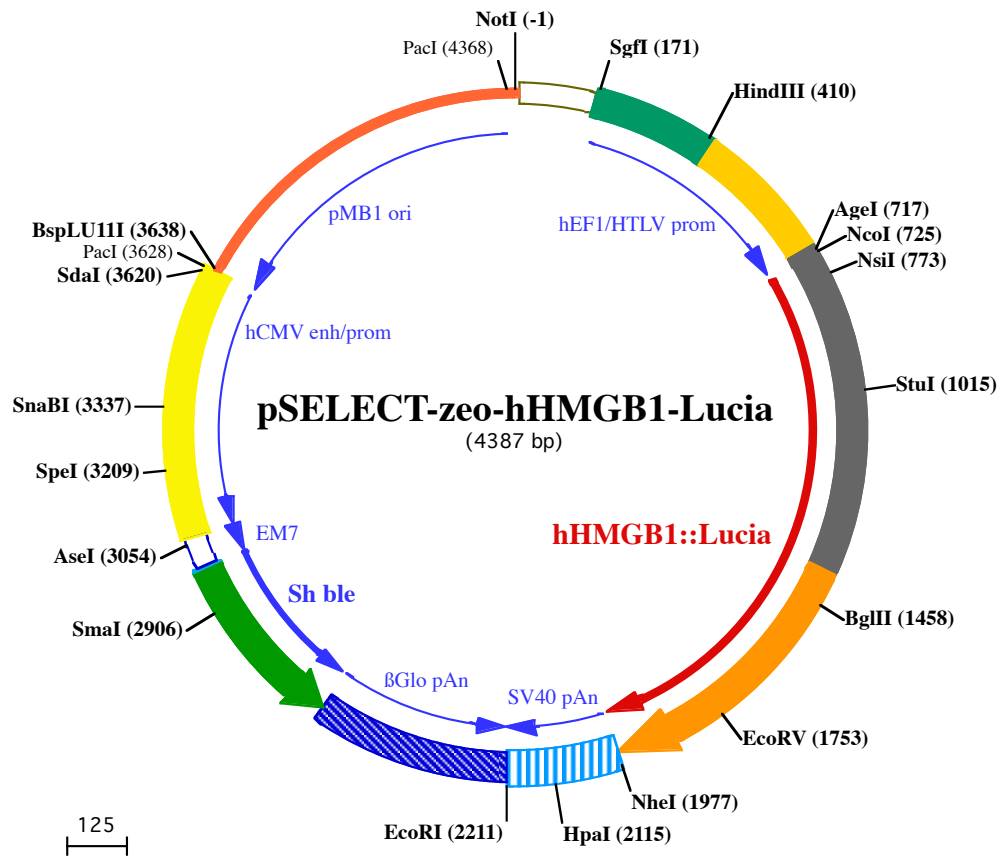 NotI (-1)
PacI (4368)
SgfI (171)
HindIII (410)
pMB1 ori
hEF1/HTLV prom
AgeI (717)
BspLU11I (3638)
NcoI (725)
PacI (3628)
NsiI (773)
SdaI (3620)
hCMV enh/prom
StuI (1015)
SnaBI (3337)
pSELECT-zeo-hHMGB1-Lucia
(4387 bp)
SpeI (3209)
EM7
hHMGB1::Lucia
AseI (3054)
Sh ble
BglII (1458)
SmaI (2906)
ßGlo pAn
SV40 pAn
EcoRV (1753)
NheI (1977)
125
EcoRI (2211)
HpaI (2115)